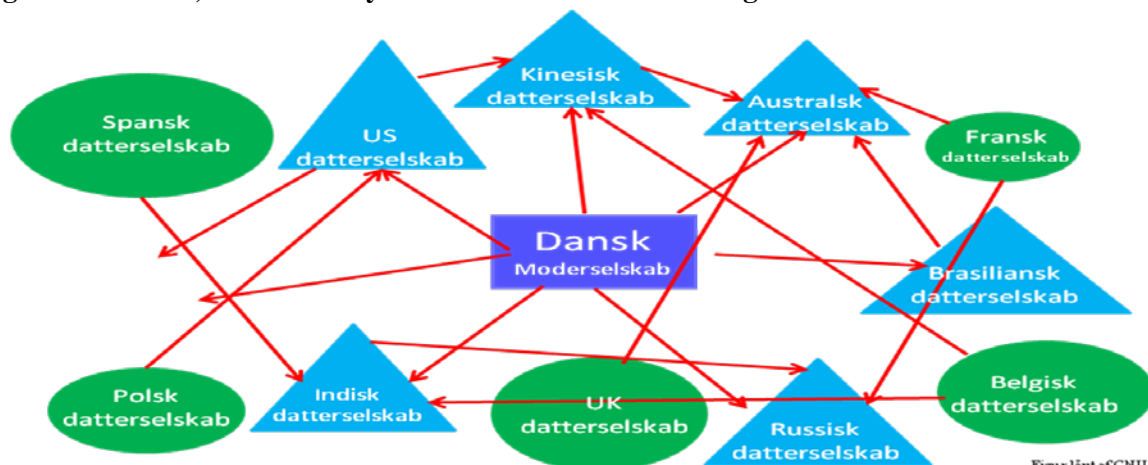 Kinesisk
datterselskab
Australsk
datterselskab
Spansk
datterselskab
US
datterselskab
Fransk
datterselskab
Dansk
Moderselskab
Brasiliansk
datterselskab
Polsk
datterselskab
Indisk
datterselskab
UK
datterselskab
Russisk
datterselskab
Belgisk
datterselskab